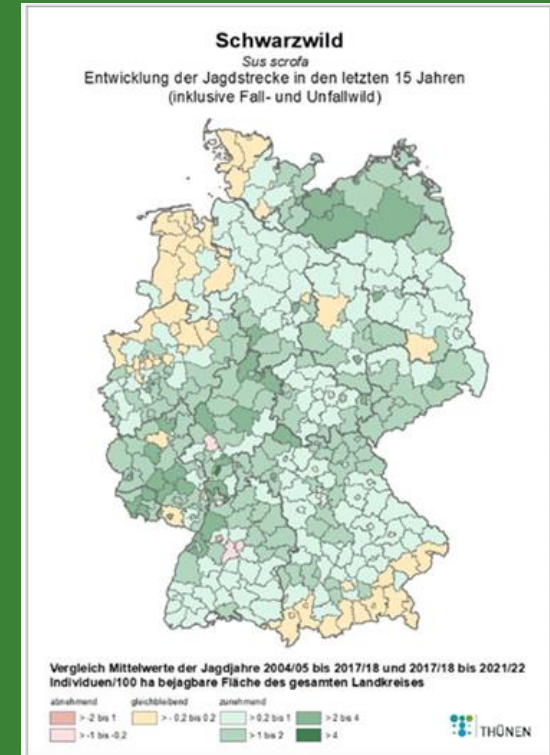 Schwarzwild
Sus scrofa
Entwicklung der Jagdstrecke in den letzten 15 Jahren
(inklusive Fall- und Unfallwild)
Vergleich Mittelwerte der Jagdjahre 2004/05 bis 2017/18 und 2017/18 bis 2021/22
Individuen/100 ha bejagbare Fläche des gesamten Landkreises
abnehmend gleichbleibend zunehmend
> -2 bis 1 > - 0,2 bis 0,2 > 0,2 bis 1 > 2 bis 4
> -1 bis -0,2 > 1 bis 2 > 4
THÜNEN